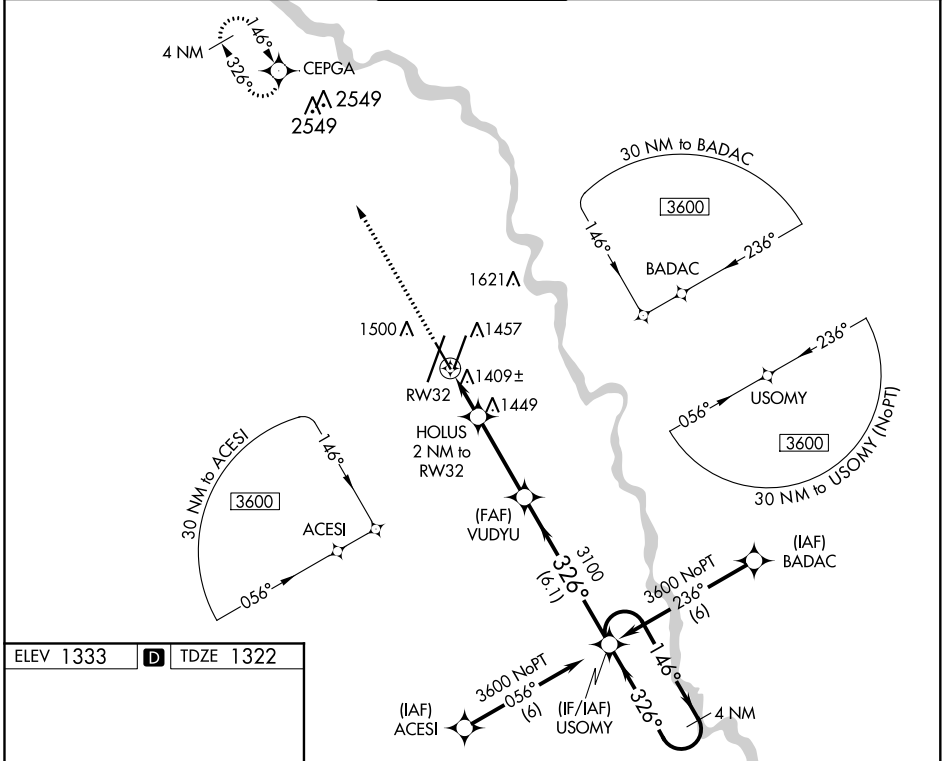 4 NM
146°
326°
CEPGA
2549
2549
30 NM to BADAC
3600
146°
236°
BADAC
1621
1500
1457
1409±
RW32
1449
HOLUS
2 NM to
RW32
236°
056°
USOMY
3600
30 NM to USOMY (NoPT)
30 NM to ACESI
146°
3600
ACESI
056°
(FAF)
VUDYU
3100
326°
(6.1)
(IAF)
BADAC
3600 NoPT
236°
(6)
ELEV 1333 D TDZE 1322
3600 NoPT
056°
(6)
(IAF)
ACESI
(IF/IAF)
USOMY
146°
326°
4 NM